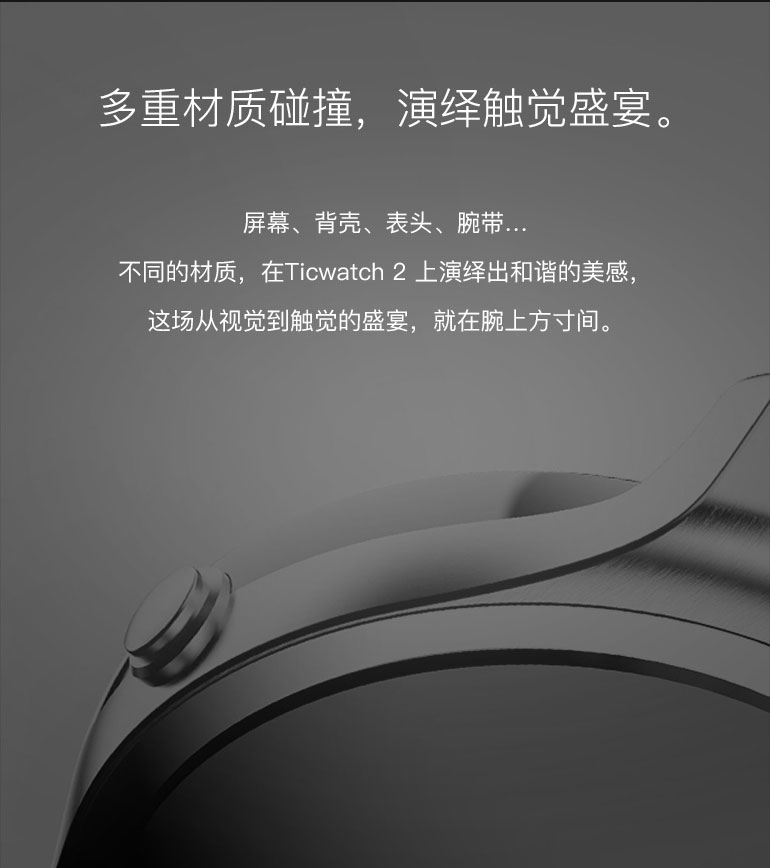 多重材质碰撞，演绎触觉盛宴。
屏幕、背壳、表头、腕带...
不同的材质，在Ticwatch 2 上演绎出和谐的美感，
这场从视觉到触觉的盛宴，就在腕上方寸间。